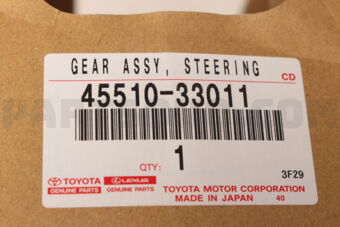 GEAR ASSY, STEERING
CD
45510-33011
QTY: 1
3F29
TOYOTA LEXUS
GENUINE PARTS GENUINE PARTS
TOYOTA MOTOR CORPORATION
MADE IN JAPAN 40